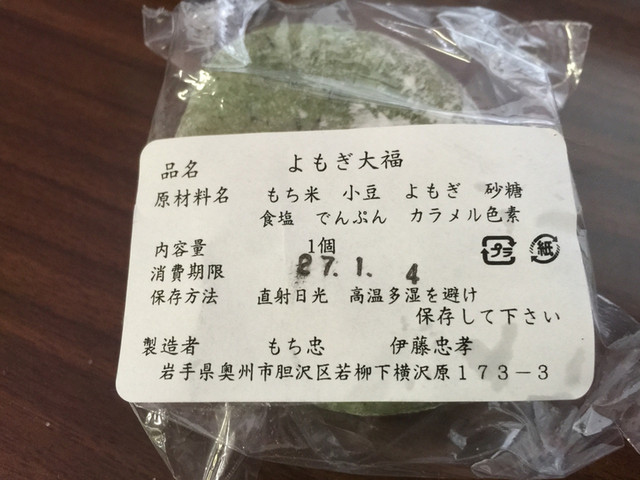 品名 よもぎ大福
原材料名 もち米 小豆 よもぎ 砂糖
食塩 でんぷん カラメル色素
内容量 1個
プラ 紙
消費期限 27.1.4
保存方法 直射日光 高温多湿を避け
保存して下さい
製造者 もち忠 伊藤忠孝
岩手県奥州市胆沢区若柳下横沢原173-3